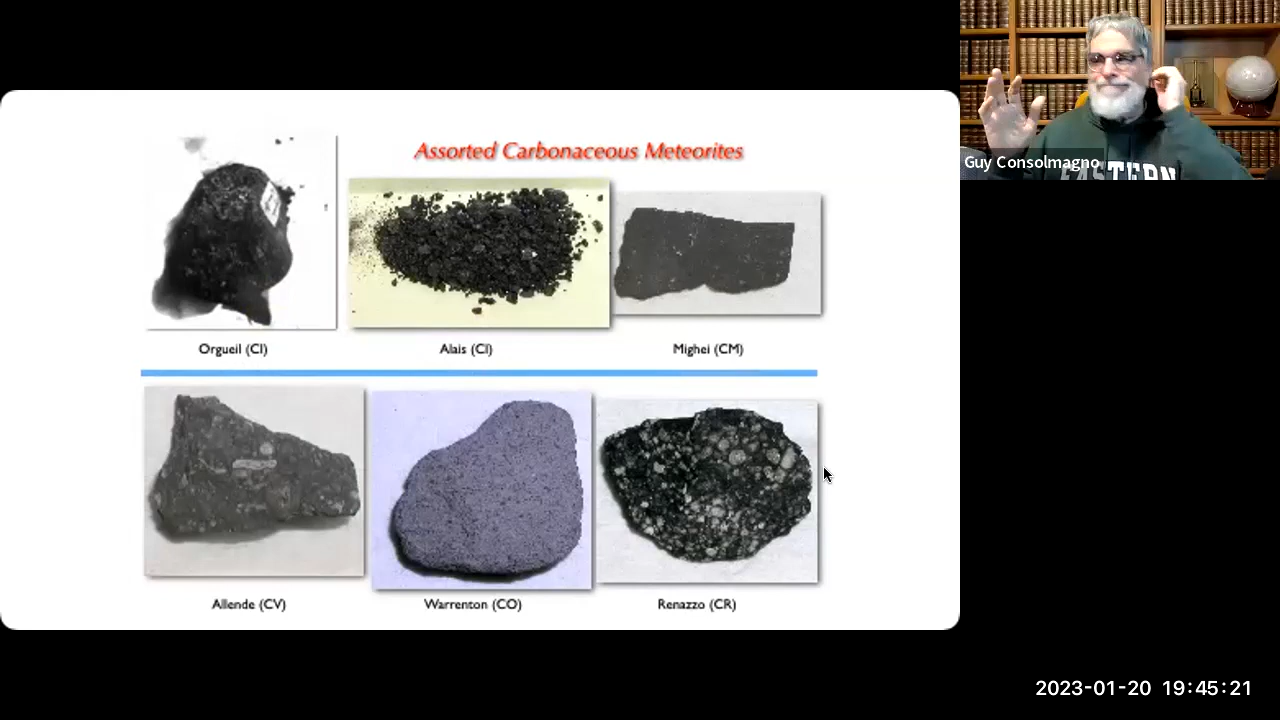 Assorted Carbonaceous Meteorites
Orgueil (CI)
Alais (CI)
Mighei (CM)
Allende (CV)
Warrenton (CO)
Renazzo (CR)
Guy Consolmagno
EASTERN
2023-01-20 19:45:21